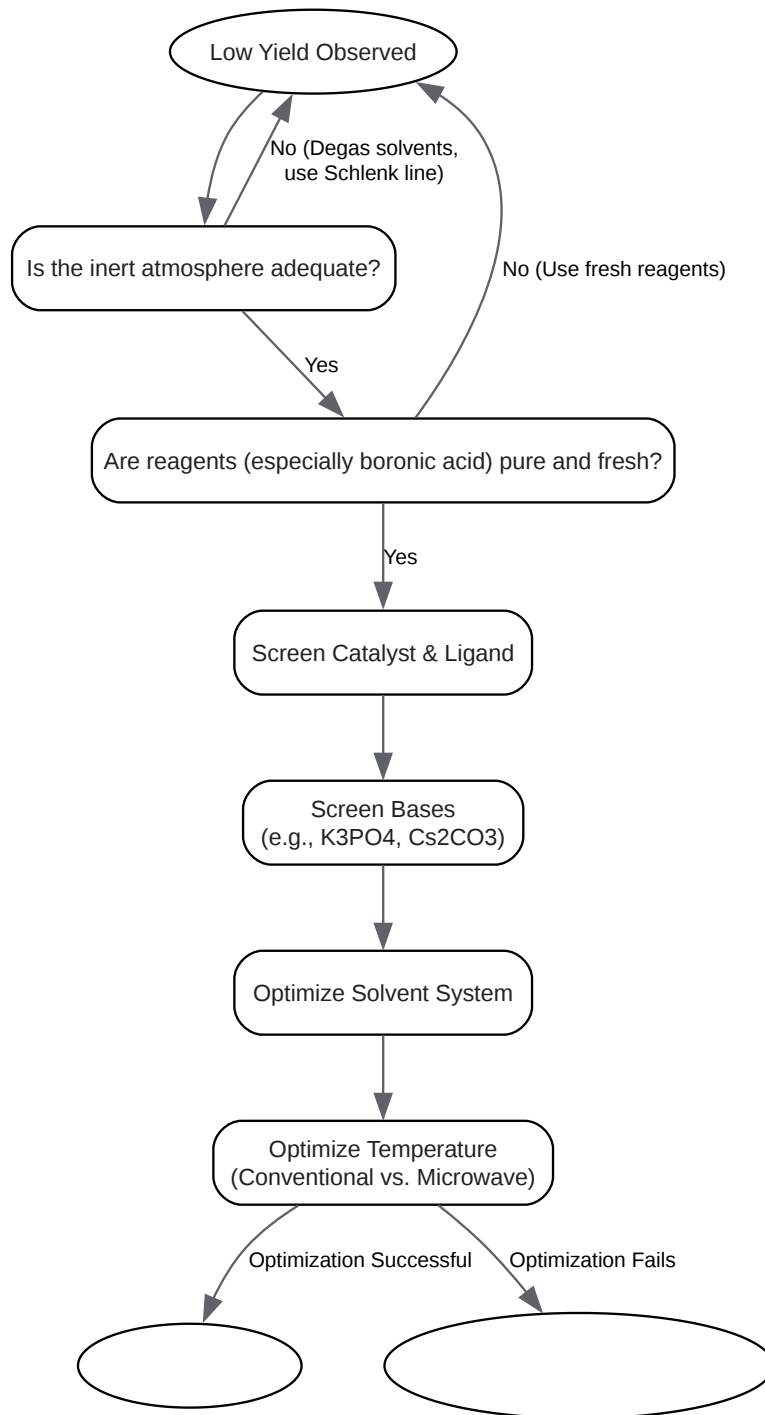 Low Yield Observed
No (Degas solvents,
use Schlenk line)
Is the inert atmosphere adequate?
No (Use fresh reagents)
Yes
Are reagents (especially boronic acid) pure and fresh?
Yes
Screen Catalyst & Ligand
Screen Bases
(e.g., K3PO4, Cs2CO3)
Optimize Solvent System
Optimize Temperature
(Conventional vs. Microwave)
Optimization Successful
Optimization Fails